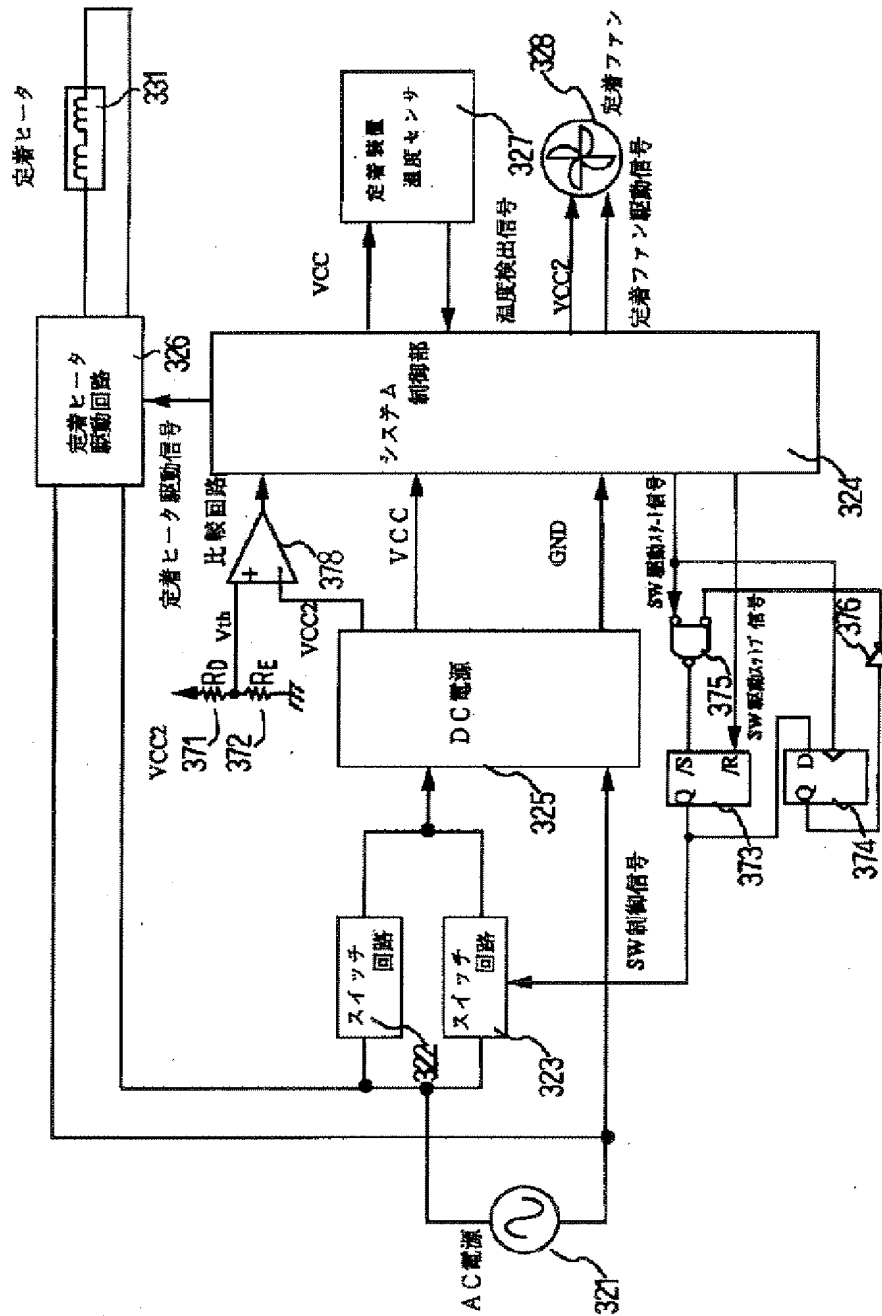 定着ヒータ
331
定着ヒータ
駆動回路
326
定着ヒータ駆動信号
定着装置
温度センサ
327
VCC
温度検出信号
328
定着ファン
VCC2
定着ファン駆動信号
システム
制御部
324
比較回路
+
378
Vth
VCC2
VCC2
RD
371
RE
372
VCC
GND
DC電源
325
スイッチ
回路
322
スイッチ
回路
323
SW制御信号
SW駆動スタート信号
SW駆動ストップ信号
375
376
Q
/S
/R
373
Q
D
374
AC電源
321